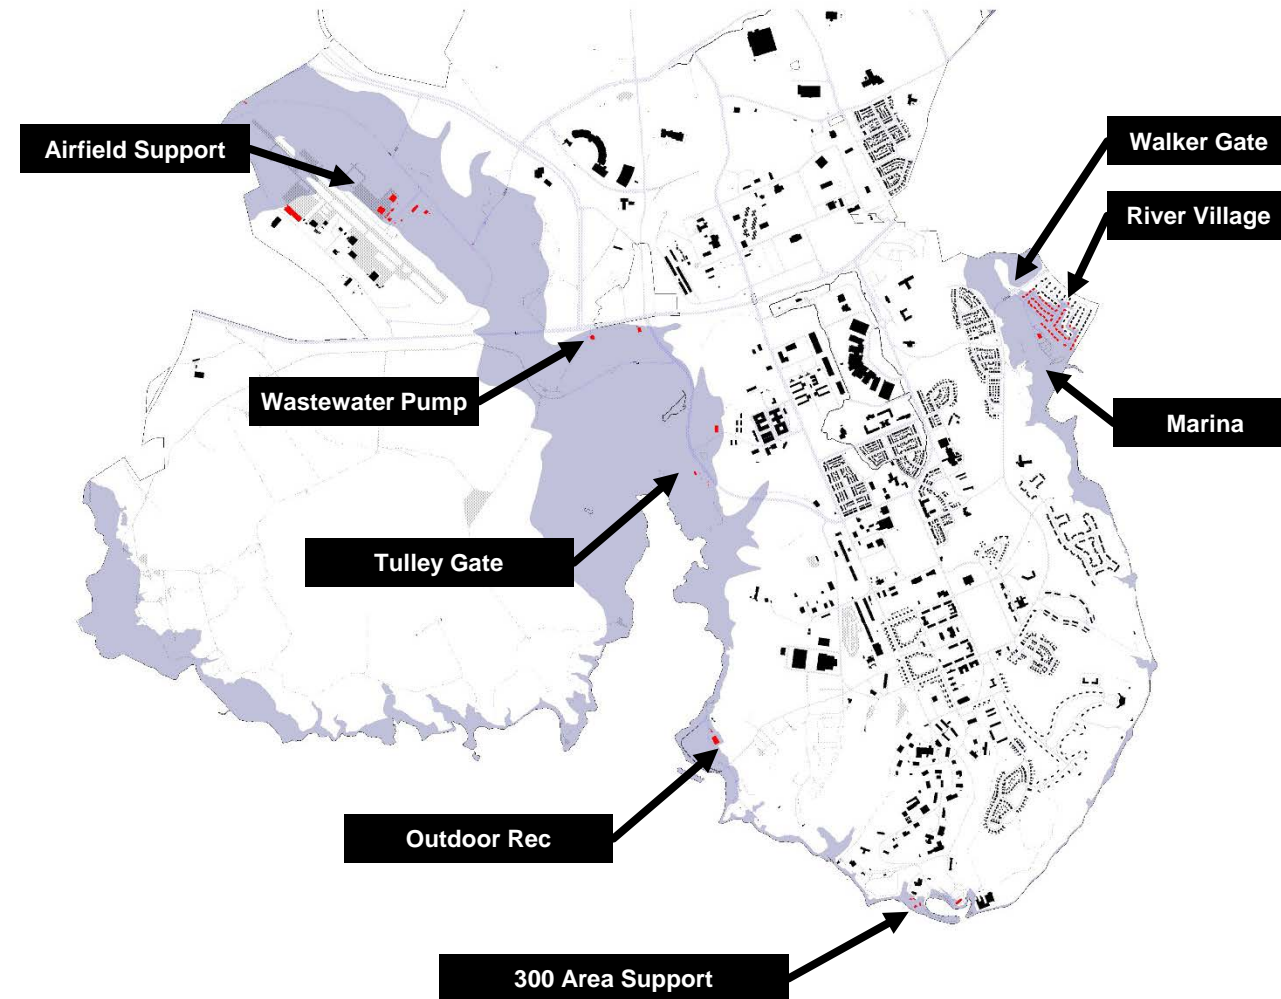 Airfield Support
Walker Gate
River Village
Wastewater Pump
Marina
Tulley Gate
Outdoor Rec
300 Area Support